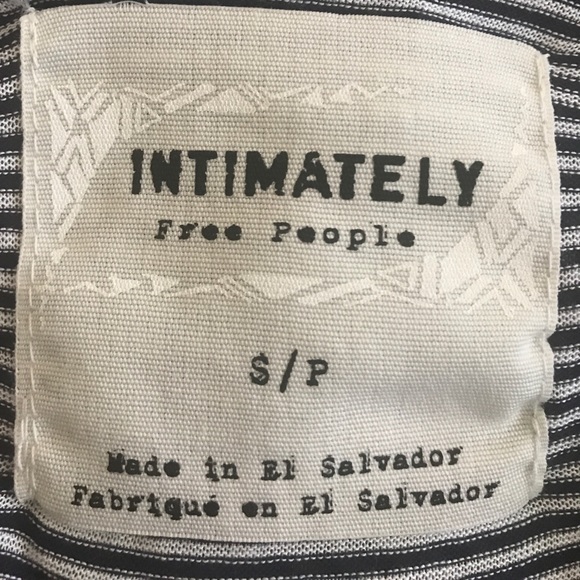 INTIMATELY
Free People
S/P
Made in El Salvador
Fabriqué en El Salvador